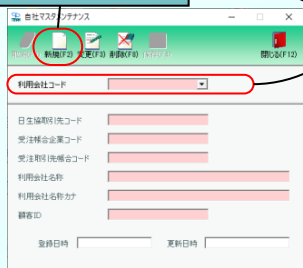 自社マスタメンテナンス
新規(F2) 変更(F3) 削除(F8) 閉じる(F12)
利用会社コード
日生協取引先コード
受注帳合企業コード
受注取引先帳合コード
利用会社名称
利用会社名称カナ
顧客ID
登録日時 更新日時